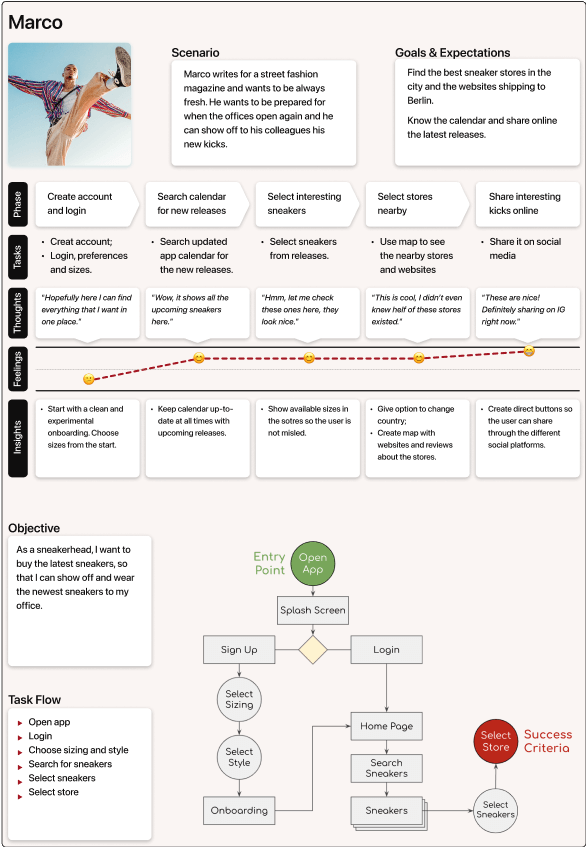 Marco
Scenario
Marco writes for a street fashion
magazine and wants to be always
fresh. He wants to be prepared for
when the offices open again and he
can show off to his colleagues his
new kicks.
Goals & Expectations
Find the best sneaker stores in the
city and the websites shipping to
Berlin.
Know the calendar and share online
the latest releases.
Phase
Create account
and login
Search calendar
for new releases
Select interesting
sneakers
Select stores
nearby
Share interesting
kicks online
Tasks
• Creat account;
• Login, preferences
and sizes.
• Search updated
app calendar for
the new releases.
• Select sneakers
from releases.
• Use map to see
the nearby stores
and websites
• Share it on social
media
Thoughts
"Hopefully here I can find
everything that I want in
one place."
"Wow, it shows all the
upcoming sneakers
here."
"Hmm, let me check
these ones here, they
look nice."
"This is cool, I didn't even
knew half of these stores
existed."
"These are nice!
Definitely sharing on IG
right now."
Feelings
Insights
• Start with a clean and
experimental
onboarding. Choose
sizes from the start.
• Keep calendar up-to-
date at all times with
upcoming releases.
• Show available sizes in
the sotres so the user is
not misled.
• Give option to change
country;
• Create map with
websites and reviews
about the stores.
• Create direct buttons so
the user can share
through the different
social platforms.
Objective
As a sneakerhead, I want to
buy the latest sneakers, so
that I can show off and wear
the newest sneakers to my
office.
Task Flow
Open app
Login
Choose sizing and style
Search for sneakers
Select sneakers
Select store
Entry
Point
Open
App
Splash Screen
Sign Up
Login
Select
Sizing
Select
Style
Onboarding
Home Page
Search
Sneakers
Sneakers
Select
Sneakers
Select
Store
Success
Criteria